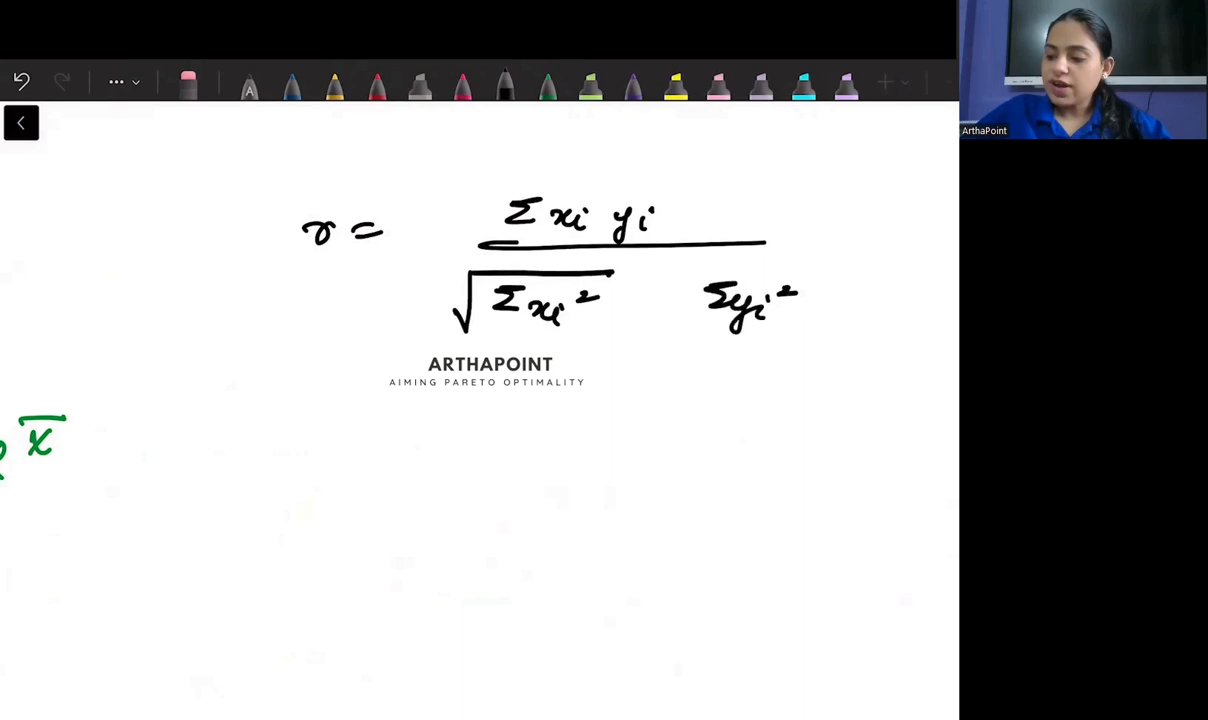 ArthaPoint
r = Σxi yi / √Σxi² Σyi²
ARTHAPOINT
AIMING PARETO OPTIMALITY
x̄